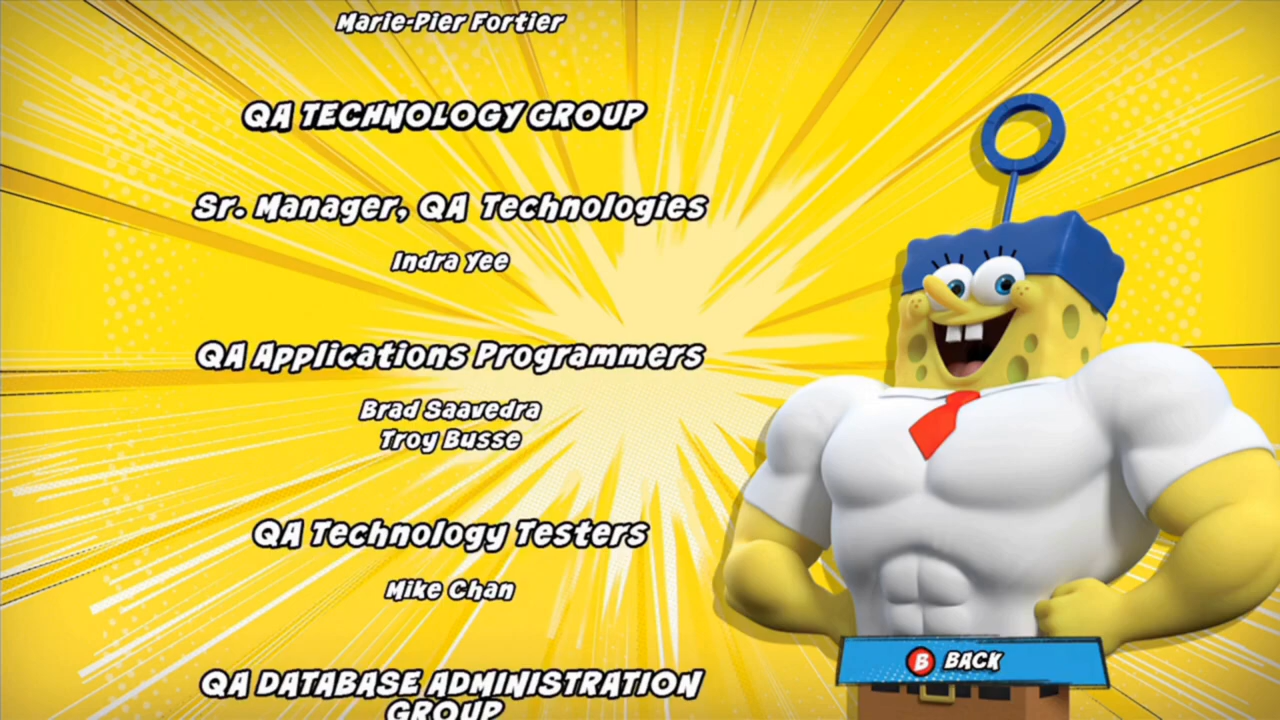 Marie-Pier Fortier
QA TECHNOLOGY GROUP
Sr. Manager, QA Technologies
Indra Yee
QA Applications Programmers
Brad Saavedra
Troy Busse
QA Technology Testers
Mike Chan
QA DATABASE ADMINISTRATION
GROUP
B BACK